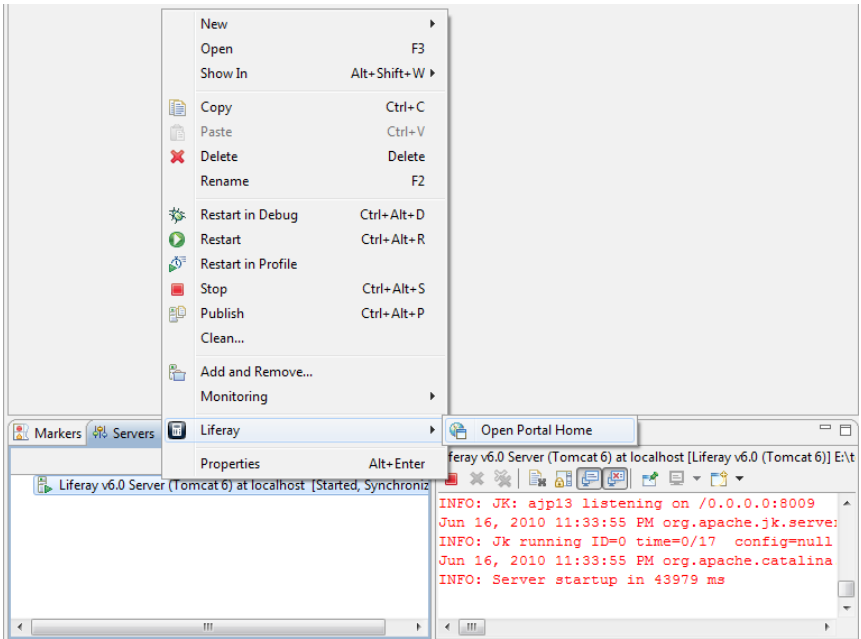 New
Open F3
Show In Alt+Shift+W
Copy Ctrl+C
Paste Ctrl+V
Delete Delete
Rename F2
Restart in Debug Ctrl+Alt+D
Restart Ctrl+Alt+R
Restart in Profile
Stop Ctrl+Alt+S
Publish Ctrl+Alt+P
Clean...
Add and Remove...
Monitoring
Liferay
Open Portal Home
Properties Alt+Enter
Markers Servers
Liferay v6.0 Server (Tomcat 6) at localhost [Started, Synchroniz
feray v6.0 Server (Tomcat 6) at localhost [Liferay v6.0 (Tomcat 6)] E:\t
INFO: JK: ajp13 listening on /0.0.0.0:8009
Jun 16, 2010 11:33:55 PM org.apache.jk.server
INFO: Jk running ID=0 time=0/17 config=null
Jun 16, 2010 11:33:55 PM org.apache.catalina
INFO: Server startup in 43979 ms